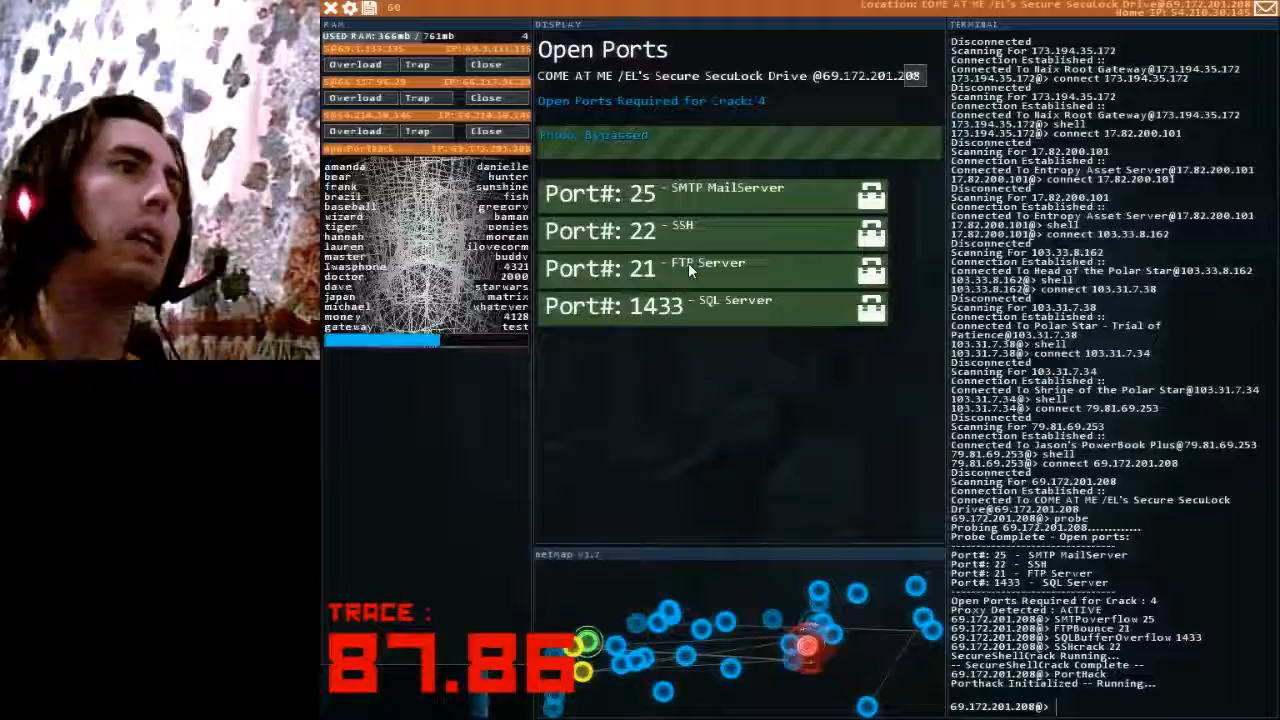 60
Location: COME AT ME /EL's Secure SecuLock Drive@69.172.201.208
Home IP: 54.210.30.145
RAM
USED RAM: 366mb / 761mb 4
Overload Trap Close
Overload Trap Close
Overload Trap Close
amanda danielle
bear hunter
frank sunshine
brazil fish
baseball gregory
wizard baman
tiger ponies
hannah morgan
lauren ilovecorm
master buddy
lwasphone 4321
doctor 2000
dave starwars
japan matrix
michael whatever
money 4128
gateway test
TRACE :
87.86
DISPLAY
Open Ports
COME AT ME /EL's Secure SecuLock Drive @69.172.201.208
Open Ports Required for Crack: 4
Proxy Bypassed
Port#: 25 - SMTP MailServer
Port#: 22 - SSH
Port#: 21 - FTP Server
Port#: 1433 - SQL Server
netMap v1.7
TERMINAL
Disconnected
Scanning For 173.194.35.172
Connection Established ::
Connected To Naix Root Gateway@173.194.35.172
173.194.35.172@> connect 173.194.35.172
Disconnected
Scanning For 173.194.35.172
Connection Established ::
Connected To Naix Root Gateway@173.194.35.172
173.194.35.172@> shell
173.194.35.172@> connect 17.82.200.101
Disconnected
Scanning For 17.82.200.101
Connection Established ::
Connected To Entropy Asset Server@17.82.200.101
17.82.200.101@> connect 17.82.200.101
Disconnected
Scanning For 17.82.200.101
Connection Established ::
Connected To Entropy Asset Server@17.82.200.101
17.82.200.101@> shell
17.82.200.101@> connect 103.33.8.162
Disconnected
Scanning For 103.33.8.162
Connection Established ::
Connected To Head of the Polar Star@103.33.8.162
103.33.8.162@> shell
103.33.8.162@> connect 103.31.7.38
Disconnected
Scanning For 103.31.7.38
Connection Established ::
Connected To Polar Star - Trial of
Patience@103.31.7.38
103.31.7.38@> shell
103.31.7.38@> connect 103.31.7.34
Disconnected
Scanning For 103.31.7.34
Connection Established ::
Connected To Shrine of the Polar Star@103.31.7.34
103.31.7.34@> shell
103.31.7.34@> connect 79.81.69.253
Disconnected
Scanning For 79.81.69.253
Connection Established ::
Connected To Jason's PowerBook Plus@79.81.69.253
79.81.69.253@> shell
79.81.69.253@> connect 69.172.201.208
Disconnected
Scanning For 69.172.201.208
Connection Established ::
Connected To COME AT ME /EL's Secure SecuLock
Drive@69.172.201.208
69.172.201.208@> probe
Probing 69.172.201.208.............
Probe Complete - Open ports:
---------------------------------
Port#: 25 - SMTP MailServer
Port#: 22 - SSH
Port#: 21 - FTP Server
Port#: 1433 - SQL Server
---------------------------------
Open Ports Required for Crack : 4
Proxy Detected : ACTIVE
69.172.201.208@> SMTPoverflow 25
69.172.201.208@> FTPBounce 21
69.172.201.208@> SQLBufferOverflow 1433
69.172.201.208@> SSHcrack 22
SecureShellCrack Running...
-- SecureShellCrack Complete --
69.172.201.208@> PortHack
Porthack Initialized -- Running...
69.172.201.208@>